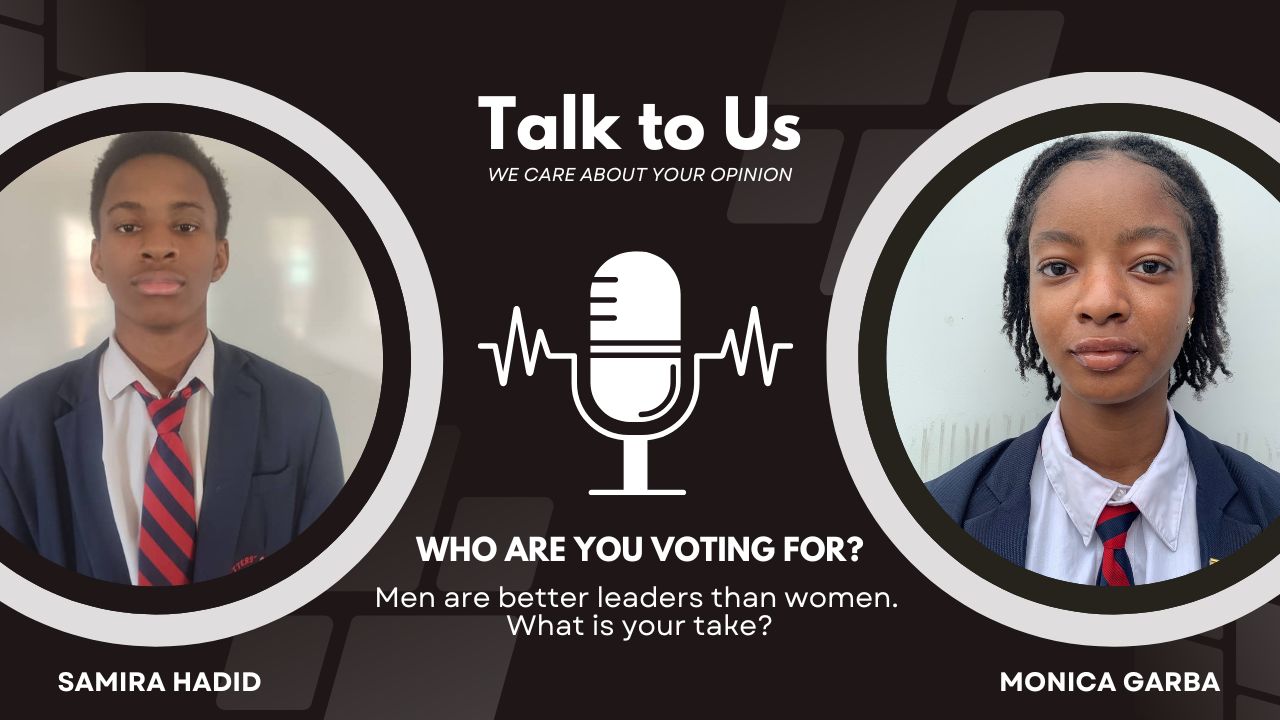 Talk to Us
WE CARE ABOUT YOUR OPINION
WHO ARE YOU VOTING FOR?
Men are better leaders than women.
What is your take?
SAMIRA HADID
MONICA GARBA